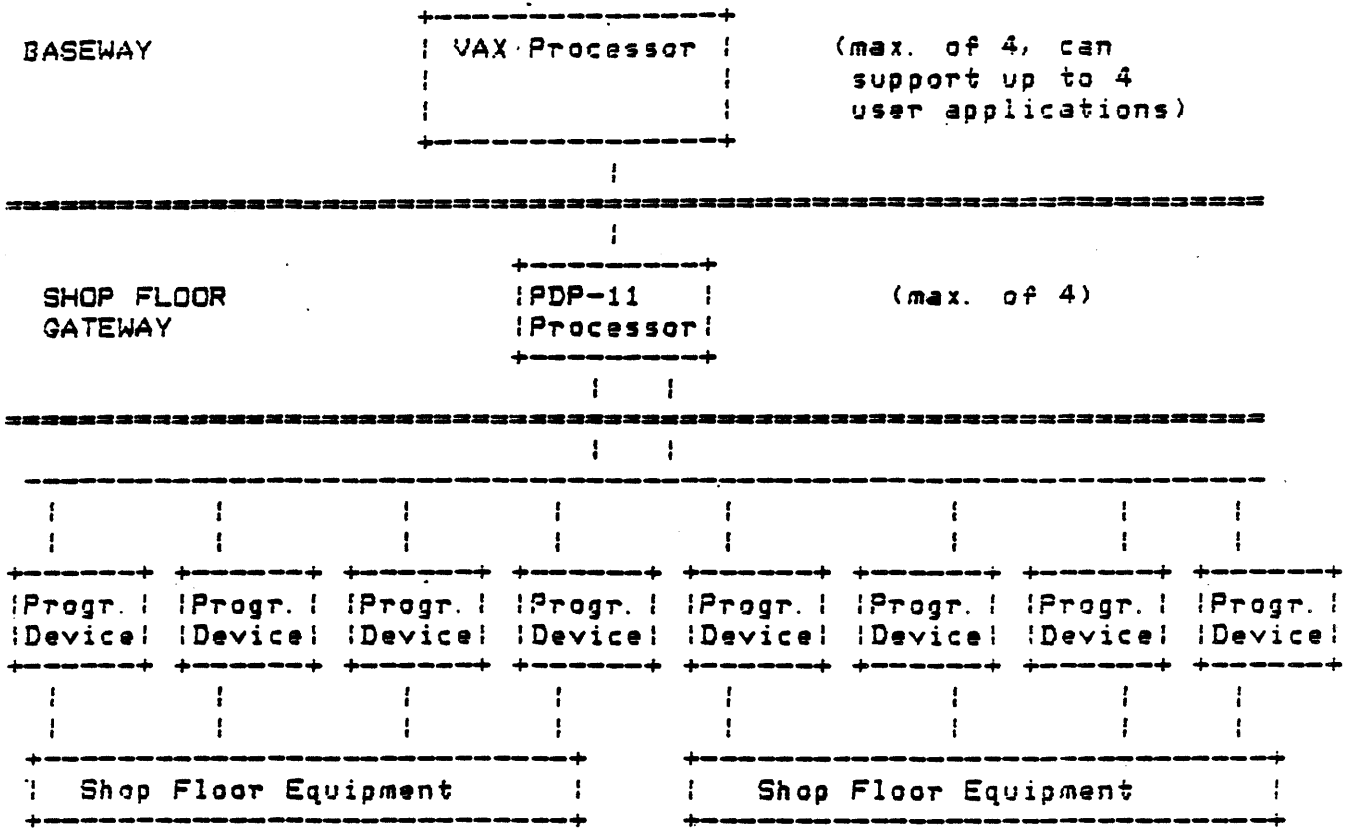 BASEWAY VAX Processor (max. of 4, can
support up to 4
user applications)
SHOP FLOOR PDP-11 (max. of 4)
GATEWAY Processor
Progr. Progr. Progr. Progr. Progr. Progr. Progr. Progr.
Device Device Device Device Device Device Device Device
Shop Floor Equipment Shop Floor Equipment